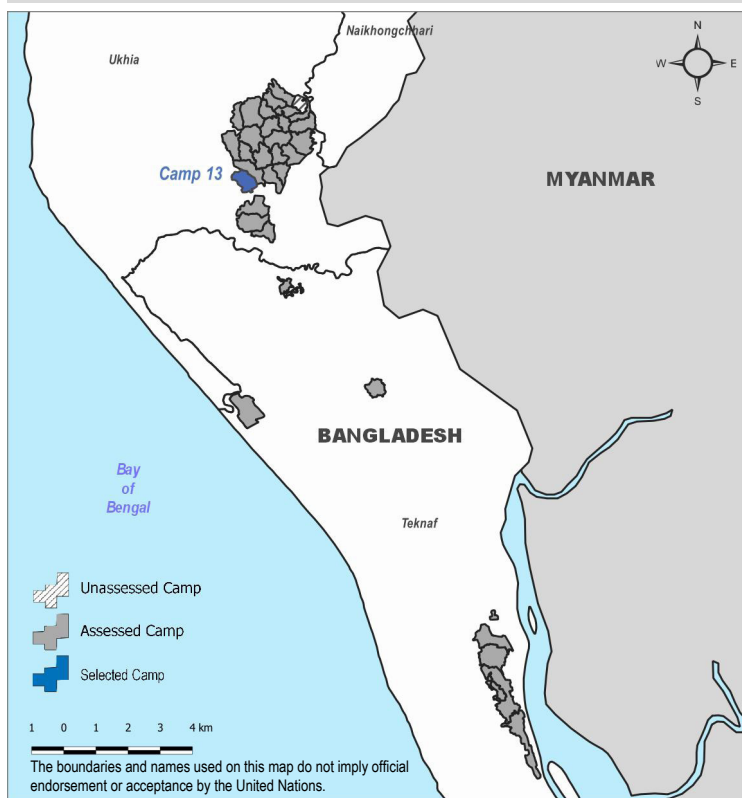 Naikhongchhari
Ukhia
N
W E
S
Camp 13
MYANMAR
BANGLADESH
Bay
of
Bengal
Teknaf
Unassessed Camp
Assessed Camp
Selected Camp
1 0 1 2 3 4 km
The boundaries and names used on this map do not imply official
endorsement or acceptance by the United Nations.